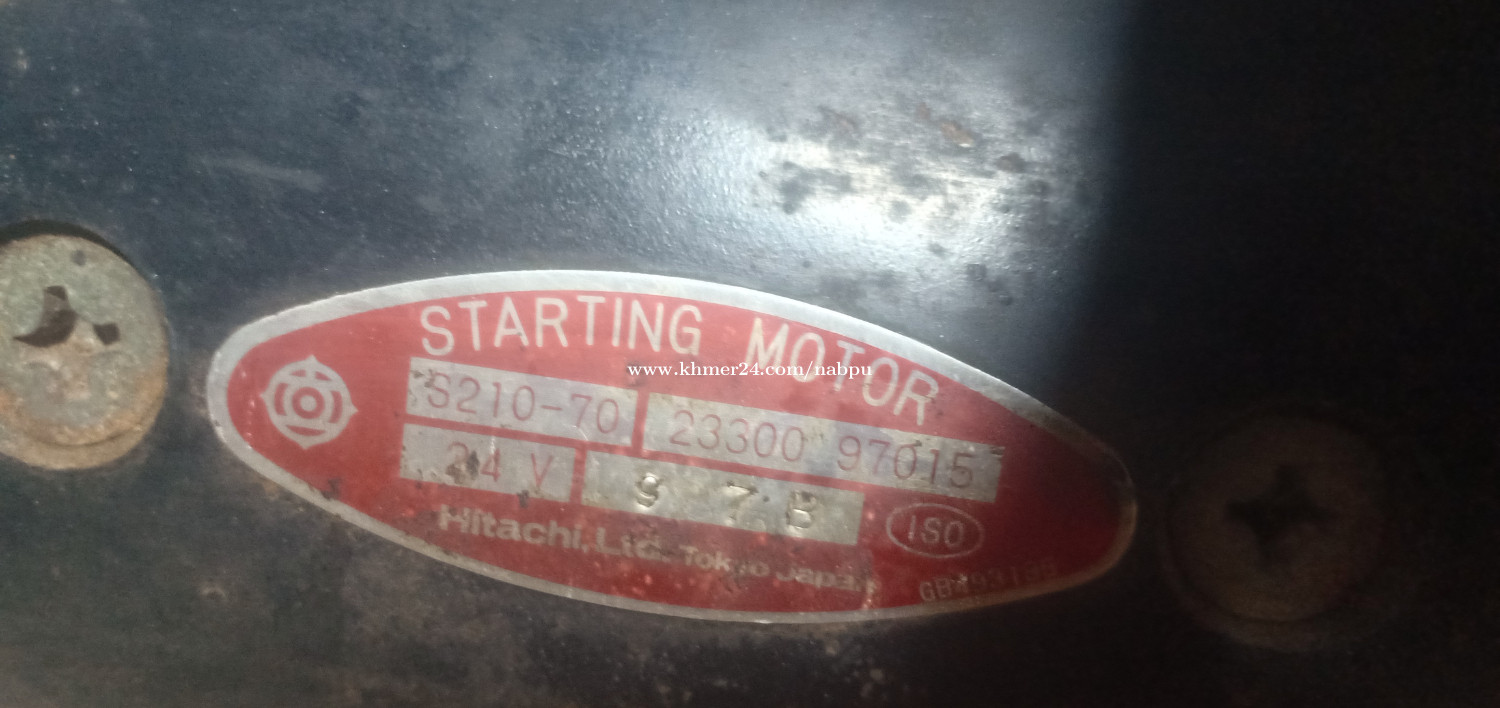 STARTING MOTOR
www.khmer24.com/nabpu
S210-70 23300 97015
24 V 9 7 B
Hitachi, Ltd. Tokyo Japan
ISO